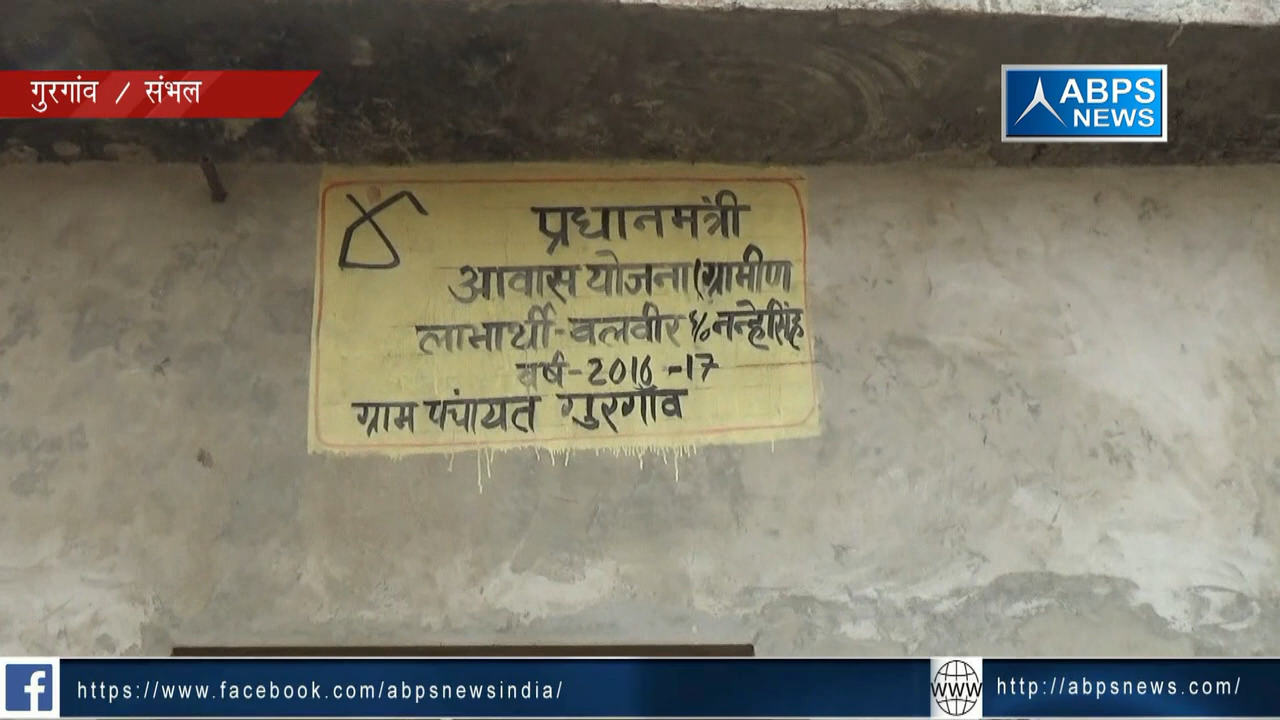 गुरगांव / संभल
ABPS
NEWS
प्रधानमंत्री
आवास योजना (ग्रामीण
लाभार्थी - बलवीर S/o नन्हेसिंह
वर्ष - 2016 - 17
ग्राम पंचायत गुरगाँव
https://www.facebook.com/abpsnewsindia/
www
http://abpsnews.com/